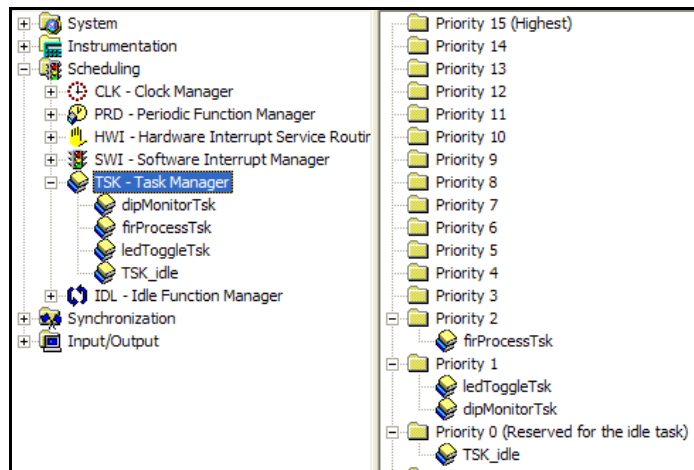 System
Instrumentation
Scheduling
CLK - Clock Manager
PRD - Periodic Function Manager
HWI - Hardware Interrupt Service Routir
SWI - Software Interrupt Manager
TSK - Task Manager
dipMonitorTsk
firProcessTsk
ledToggleTsk
TSK_idle
IDL - Idle Function Manager
Synchronization
Input/Output
Priority 15 (Highest)
Priority 14
Priority 13
Priority 12
Priority 11
Priority 10
Priority 9
Priority 8
Priority 7
Priority 6
Priority 5
Priority 4
Priority 3
Priority 2
firProcessTsk
Priority 1
ledToggleTsk
dipMonitorTsk
Priority 0 (Reserved for the idle task)
TSK_idle